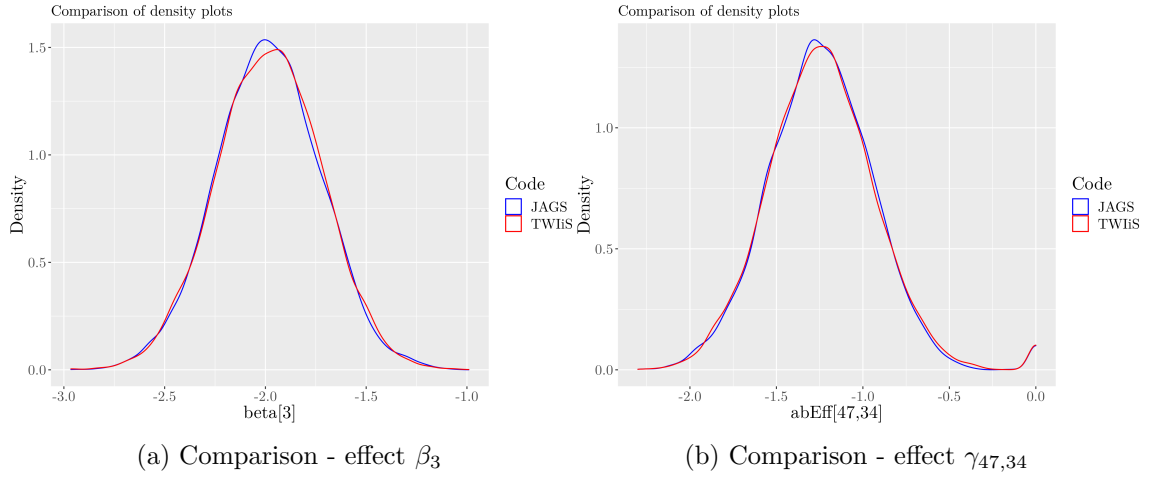 Comparison of density plots
Density
1.5
1.0
0.5
0.0
-3.0 -2.5 -2.0 -1.5 -1.0
beta[3]
Code
JAGS
TWIiS
(a) Comparison - effect β₃
Comparison of density plots
Density
1.0
0.5
0.0
-2.0 -1.5 -1.0 -0.5 0.0
abEff[47,34]
Code
JAGS
TWIiS
(b) Comparison - effect γ₄₇,₃₄